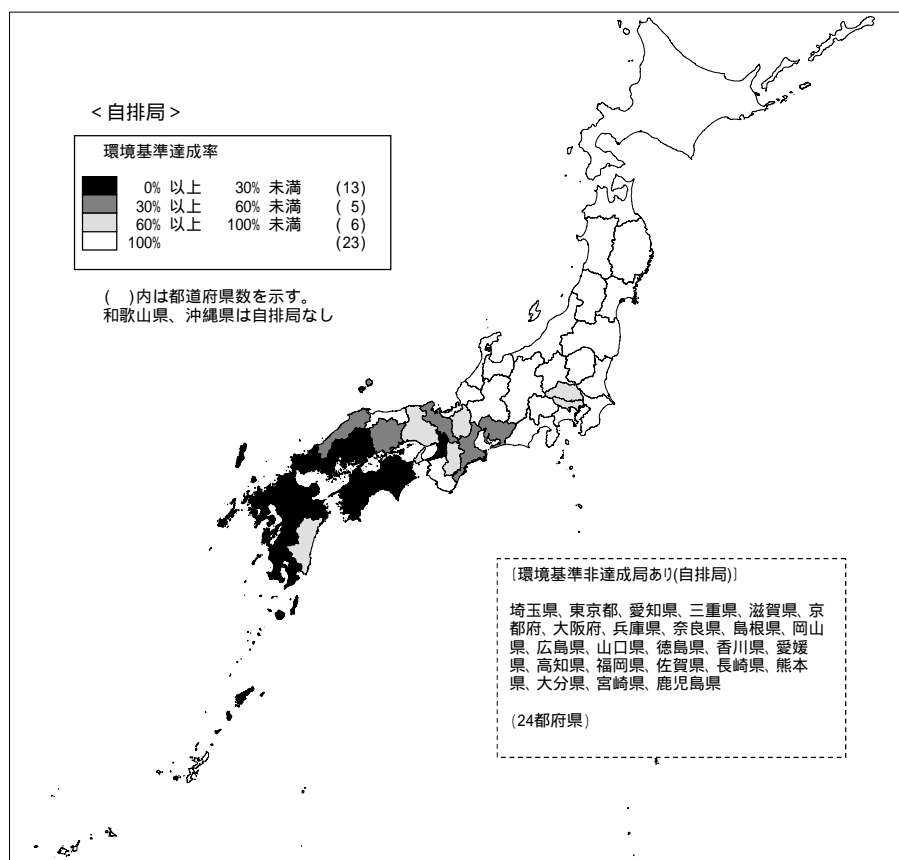 <自排局>
環境基準達成率
0% 以上 30% 未満 (13)
30% 以上 60% 未満 ( 5)
60% 以上 100% 未満 ( 6)
100% (23)
( )内は都道府県数を示す。
和歌山県、沖縄県は自排局なし
〔環境基準非達成局あり(自排局)〕
埼玉県、東京都、愛知県、三重県、滋賀県、京
都府、大阪府、兵庫県、奈良県、島根県、岡山
県、広島県、山口県、徳島県、香川県、愛媛
県、高知県、福岡県、佐賀県、長崎県、熊本
県、大分県、宮崎県、鹿児島県
(24都府県)